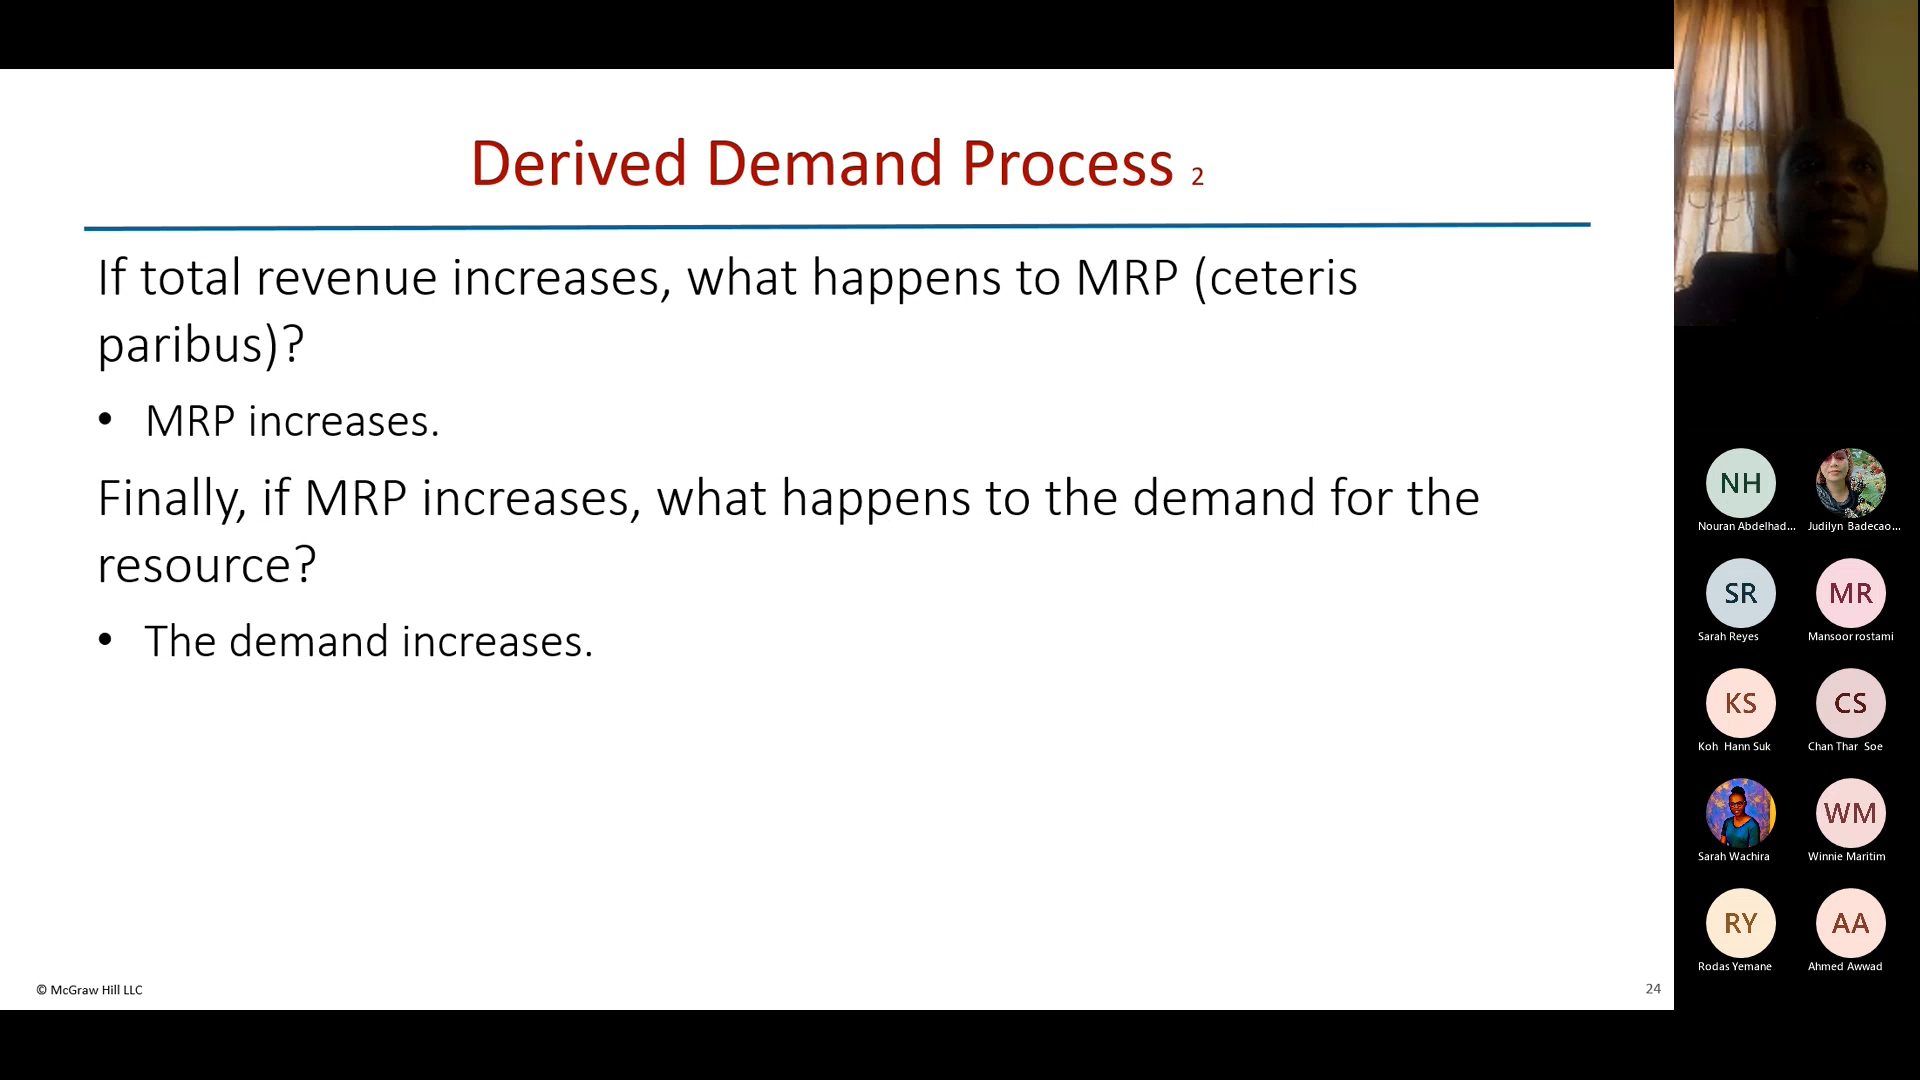 Derived Demand Process 2
If total revenue increases, what happens to MRP (ceteris
paribus)?
• MRP increases.
Finally, if MRP increases, what happens to the demand for the
resource?
• The demand increases.
© McGraw Hill LLC
24
NH
Nouran Abdelhad...
Judilyn Badecao...
SR
Sarah Reyes
MR
Mansoor rostami
KS
Koh Hann Suk
CS
Chan Thar Soe
Sarah Wachira
WM
Winnie Maritim
RY
Rodas Yemane
AA
Ahmed Awwad